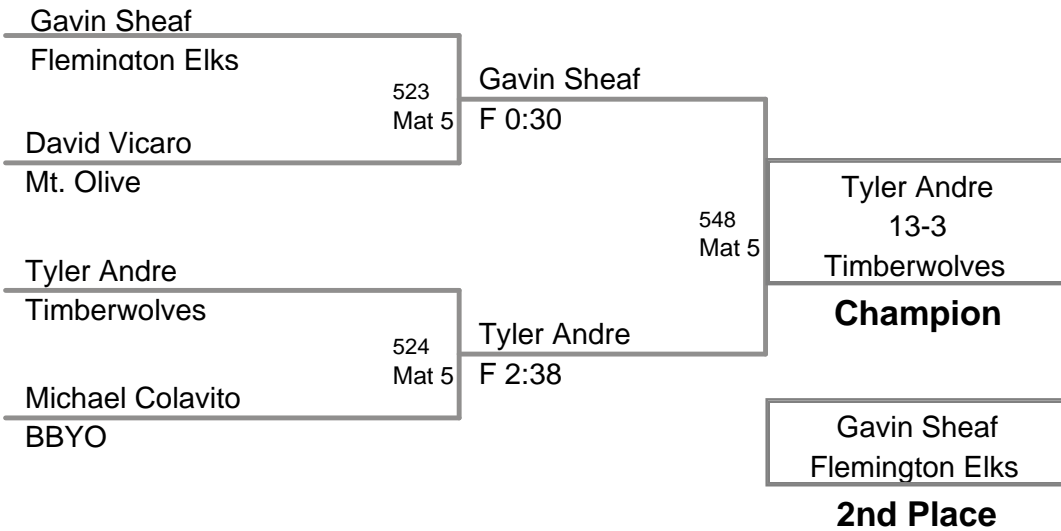 Gavin Sheaf
Flemington Elks
523
Mat 5
Gavin Sheaf
F 0:30
David Vicaro
Mt. Olive
548
Mat 5
Tyler Andre
13-3
Timberwolves
Champion
Tyler Andre
Timberwolves
524
Mat 5
Tyler Andre
F 2:38
Michael Colavito
BBYO
Gavin Sheaf
Flemington Elks
2nd Place